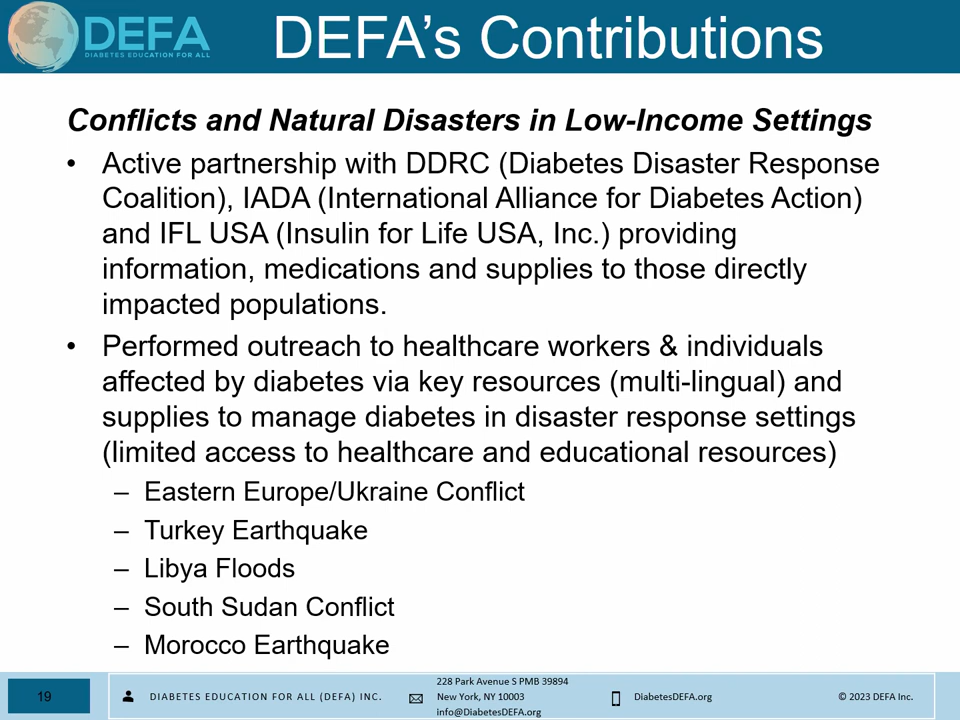 DEFA
DIABETES EDUCATION FOR ALL
DEFA's Contributions
Conflicts and Natural Disasters in Low-Income Settings
• Active partnership with DDRC (Diabetes Disaster Response
Coalition), IADA (International Alliance for Diabetes Action)
and IFL USA (Insulin for Life USA, Inc.) providing
information, medications and supplies to those directly
impacted populations.
• Performed outreach to healthcare workers & individuals
affected by diabetes via key resources (multi-lingual) and
supplies to manage diabetes in disaster response settings
(limited access to healthcare and educational resources)
– Eastern Europe/Ukraine Conflict
– Turkey Earthquake
– Libya Floods
– South Sudan Conflict
– Morocco Earthquake
19
DIABETES EDUCATION FOR ALL (DEFA) INC.
228 Park Avenue S PMB 39894
New York, NY 10003
info@DiabetesDEFA.org
DiabetesDEFA.org
© 2023 DEFA Inc.